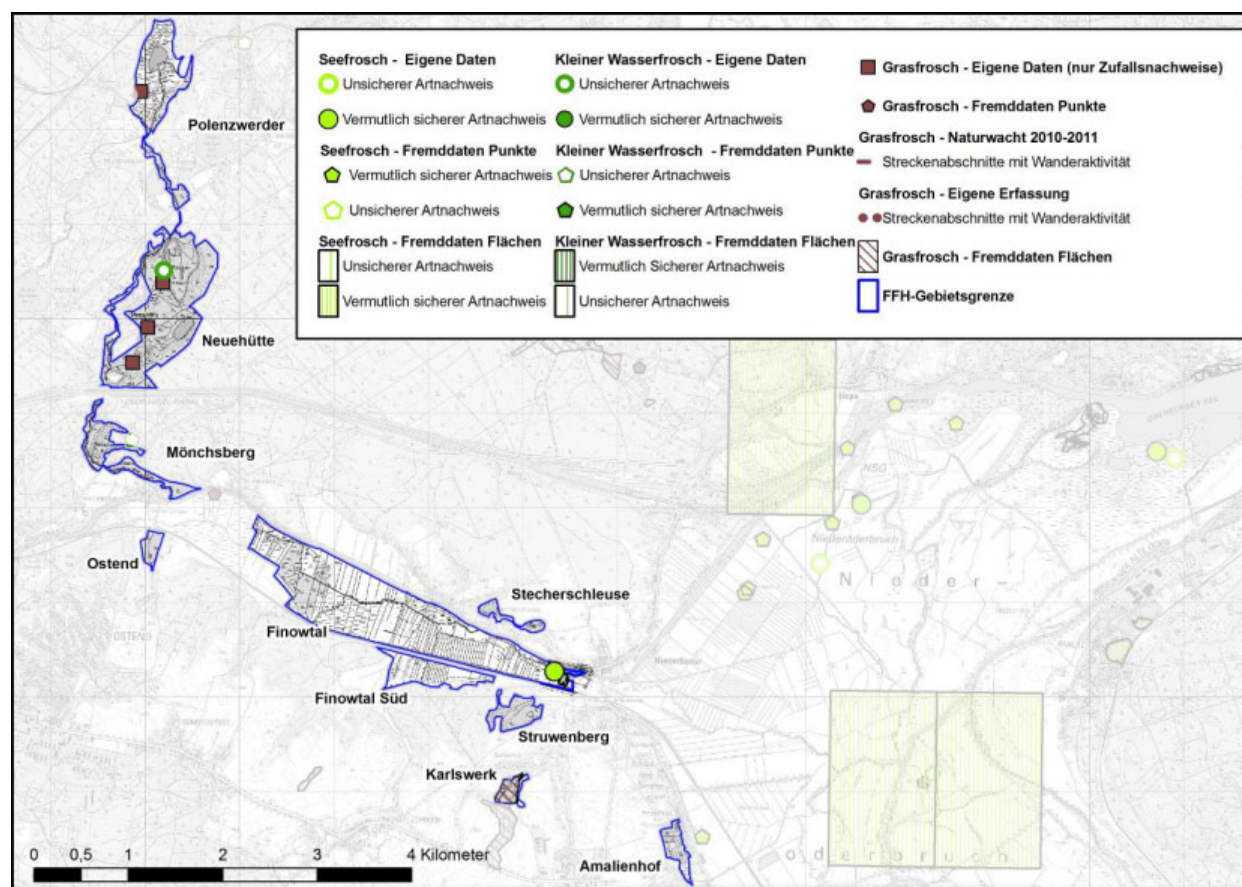 Seefrosch - Eigene Daten
Unsicherer Artnachweis
Vermutlich sicherer Artnachweis
Seefrosch - Fremddaten Punkte
Vermutlich sicherer Artnachweis
Unsicherer Artnachweis
Seefrosch - Fremddaten Flächen
Unsicherer Artnachweis
Vermutlich sicherer Artnachweis
Kleiner Wasserfrosch - Eigene Daten
Unsicherer Artnachweis
Vermutlich sicherer Artnachweis
Kleiner Wasserfrosch - Fremddaten Punkte
Unsicherer Artnachweis
Vermutlich sicherer Artnachweis
Kleiner Wasserfrosch - Fremddaten Flächen
Vermutlich Sicherer Artnachweis
Unsicherer Artnachweis
Grasfrosch - Eigene Daten (nur Zufallsnachweise)
Grasfrosch - Fremddaten Punkte
Grasfrosch - Naturwacht 2010-2011
Streckenabschnitte mit Wanderaktivität
Grasfrosch - Eigene Erfassung
Streckenabschnitte mit Wanderaktivität
Grasfrosch - Fremddaten Flächen
FFH-Gebietsgrenze
Polenzwerder
Neuehütte
Mönchsberg
Ostend
Finowtal
Stecherschleuse
Finowtal Süd
Struwenberg
Karlswerk
Amalienhof
NSG
Niederoderbruch
Nieder-
oderbruch
OSTEND
0 0,5 1 2 3 4 Kilometer